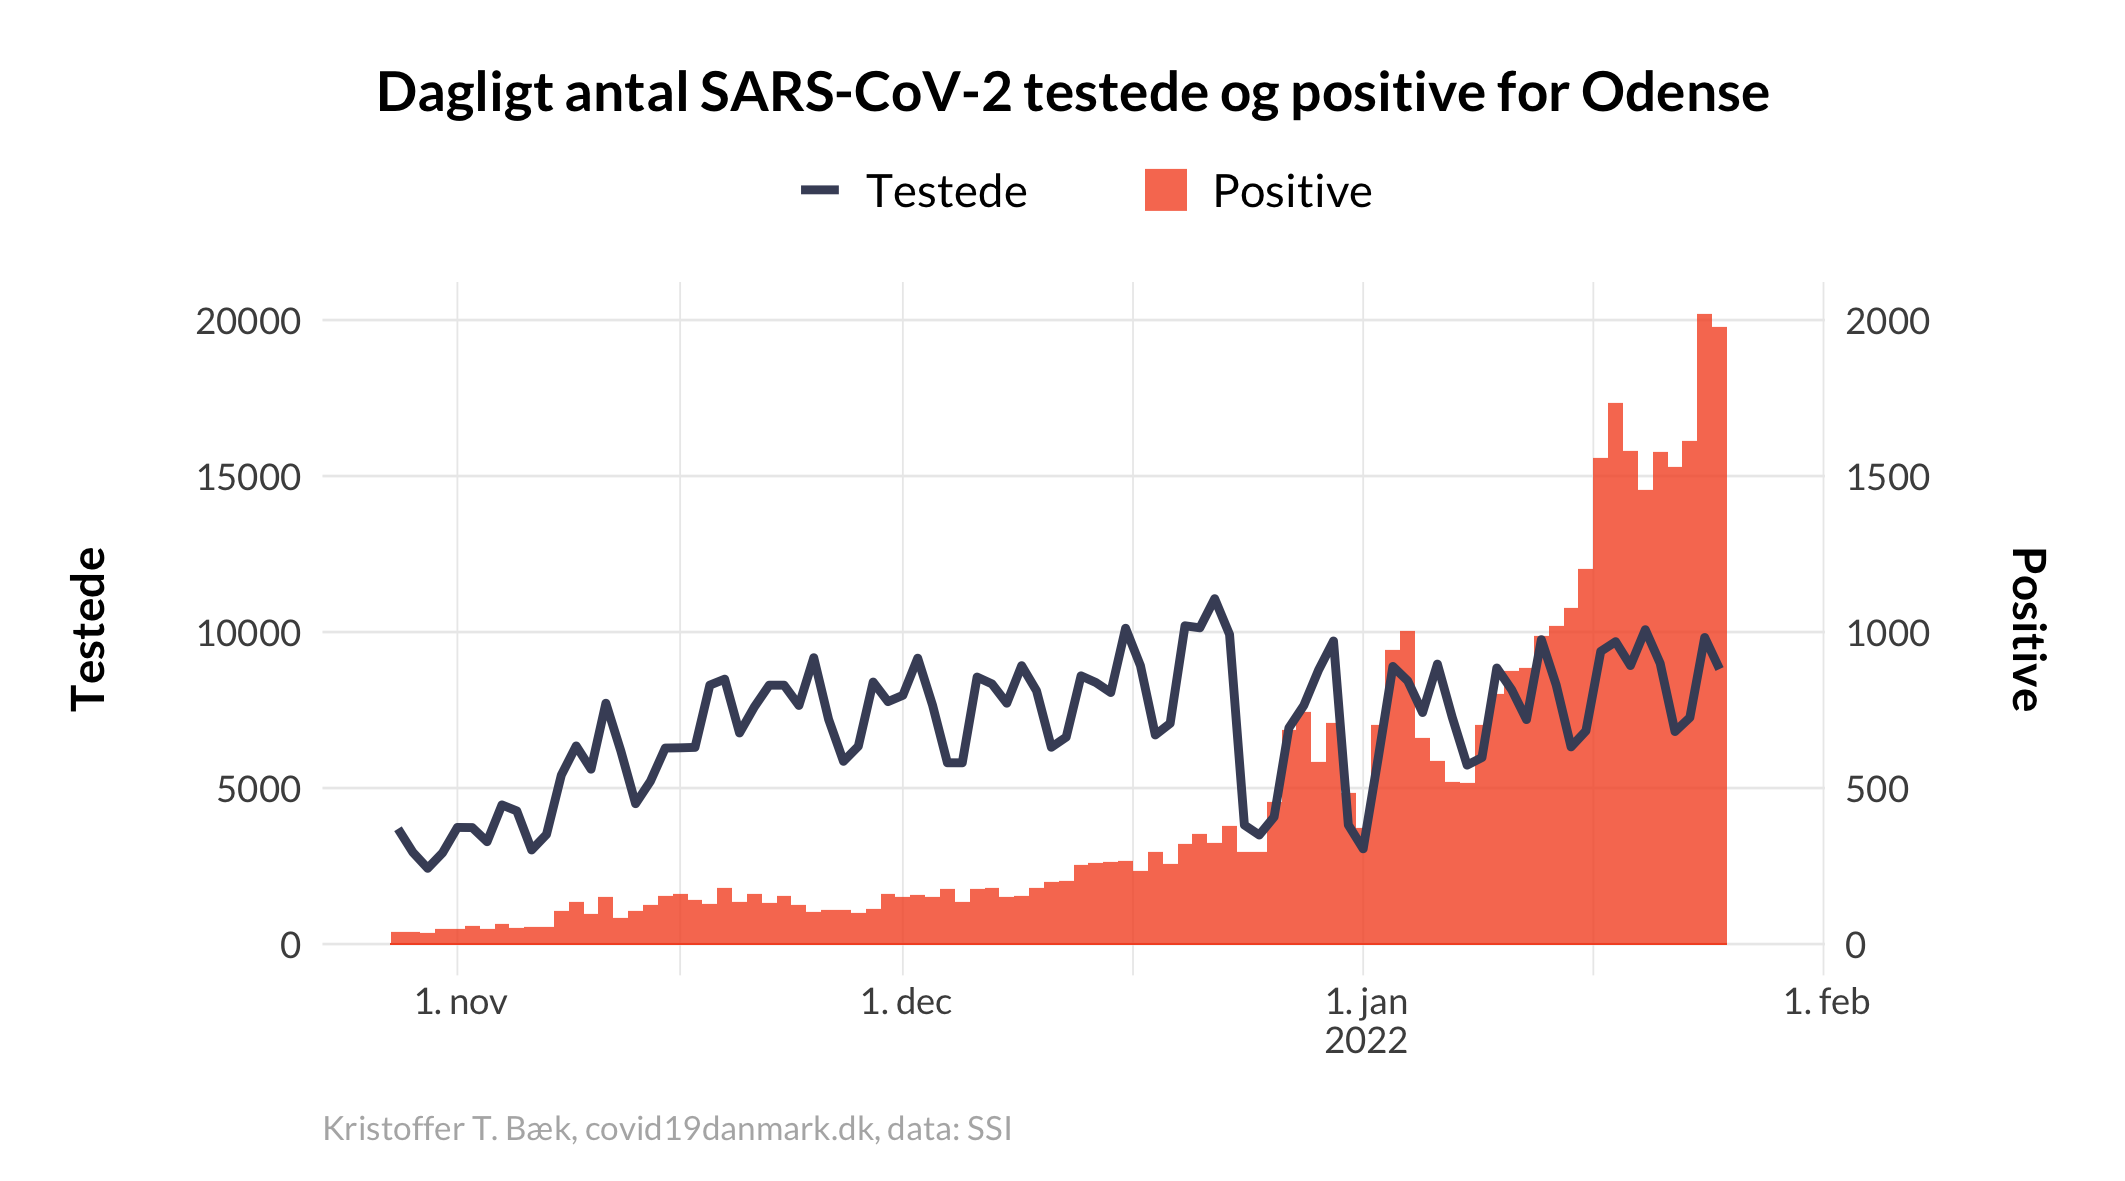 Dagligt antal SARS-CoV-2 testede og positive for Odense
Testede
Positive
20000
15000
10000
5000
0
Testede
2000
1500
1000
500
0
Positive
1. nov
1. dec
1. jan
2022
1. feb
Kristoffer T. Bæk, covid19danmark.dk, data: SSI